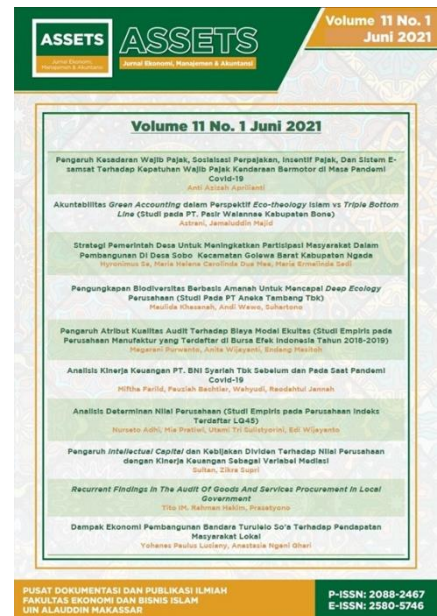 ASSETS
Jurnal Ekonomi,
Manajemen & Akuntansi
ASSETS
Jurnal Ekonomi, Manajemen & Akuntansi
Volume 11 No. 1
Juni 2021
Volume 11 No. 1 Juni 2021
Pengaruh Kesadaran Wajib Pajak, Sosialisasi Perpajakan, Insentif Pajak, Dan Sistem E-
samsat Terhadap Kepatuhan Wajib Pajak Kendaraan Bermotor di Masa Pandemi
Covid-19
Anti Azizah Aprilianti
Akuntabilitas Green Accounting dalam Perspektif Eco-theology Islam vs Triple Bottom
Line (Studi pada PT. Pasir Walannae Kabupaten Bone)
Astrani, Jamaluddin Majid
Strategi Pemerintah Desa Untuk Meningkatkan Partisipasi Masyarakat Dalam
Pembangunan Di Desa Sobo Kecamatan Golewa Barat Kabupaten Ngada
Hyronimus Se, Maria Helena Carolinda Dua Mea, Maria Ermelinda Sadi
Pengungkapan Biodiversitas Berbasis Amanah Untuk Mencapai Deep Ecology
Perusahaan (Studi Pada PT Aneka Tambang Tbk)
Maulida Khasanah, Andi Wawo, Suhartono
Pengaruh Atribut Kualitas Audit Terhadap Biaya Modal Ekuitas (Studi Empiris pada
Perusahaan Manufaktur yang Terdaftar di Bursa Efek Indonesia Tahun 2018-2019)
Megarani Purwanto, Anita Wijayanti, Endang Masitoh
Analisis Kinerja Keuangan PT. BNI Syariah Tbk Sebelum dan Pada Saat Pandemi
Covid-19
Miftha Farild, Fauziah Bachtiar, Wahyudi, Raodahtul Jannah
Analisis Determinan Nilai Perusahaan (Studi Empiris pada Perusahaan Indeks
Terdaftar LQ45)
Nurseto Adhi, Mia Pratiwi, Utami Tri Sulistyorini, Edi Wijayanto
Pengaruh Intellectual Capital dan Kebijakan Dividen Terhadap Nilai Perusahaan
dengan Kinerja Keuangan Sebagai Variabel Mediasi
Sultan, Zikra Supri
Recurrent Findings In The Audit Of Goods And Services Procurement In Local
Government
Tito IM. Rahman Hakim, Prasetyono
Dampak Ekonomi Pembangunan Bandara Turulelo So'a Terhadap Pendapatan
Masyarakat Lokal
Yohanes Paulus Lusiany, Anastasia Ngani Ghari
PUSAT DOKUMENTASI DAN PUBLIKASI ILMIAH
FAKULTAS EKONOMI DAN BISNIS ISLAM
UIN ALAUDDIN MAKASSAR
P-ISSN: 2088-2467
E-ISSN: 2580-5746